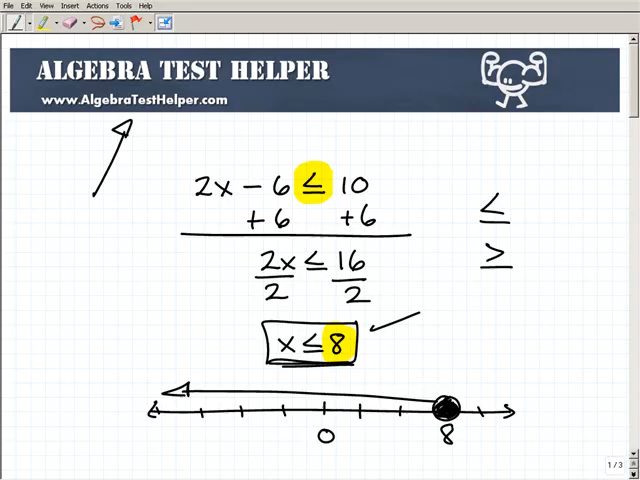 File Edit View Insert Actions Tools Help
ALGEBRA TEST HELPER
www.AlgebraTestHelper.com
2x − 6 ≤ 10
+6 +6
2x ≤ 16
2 2
x ≤ 8
≤
≥
0 8
1 / 3